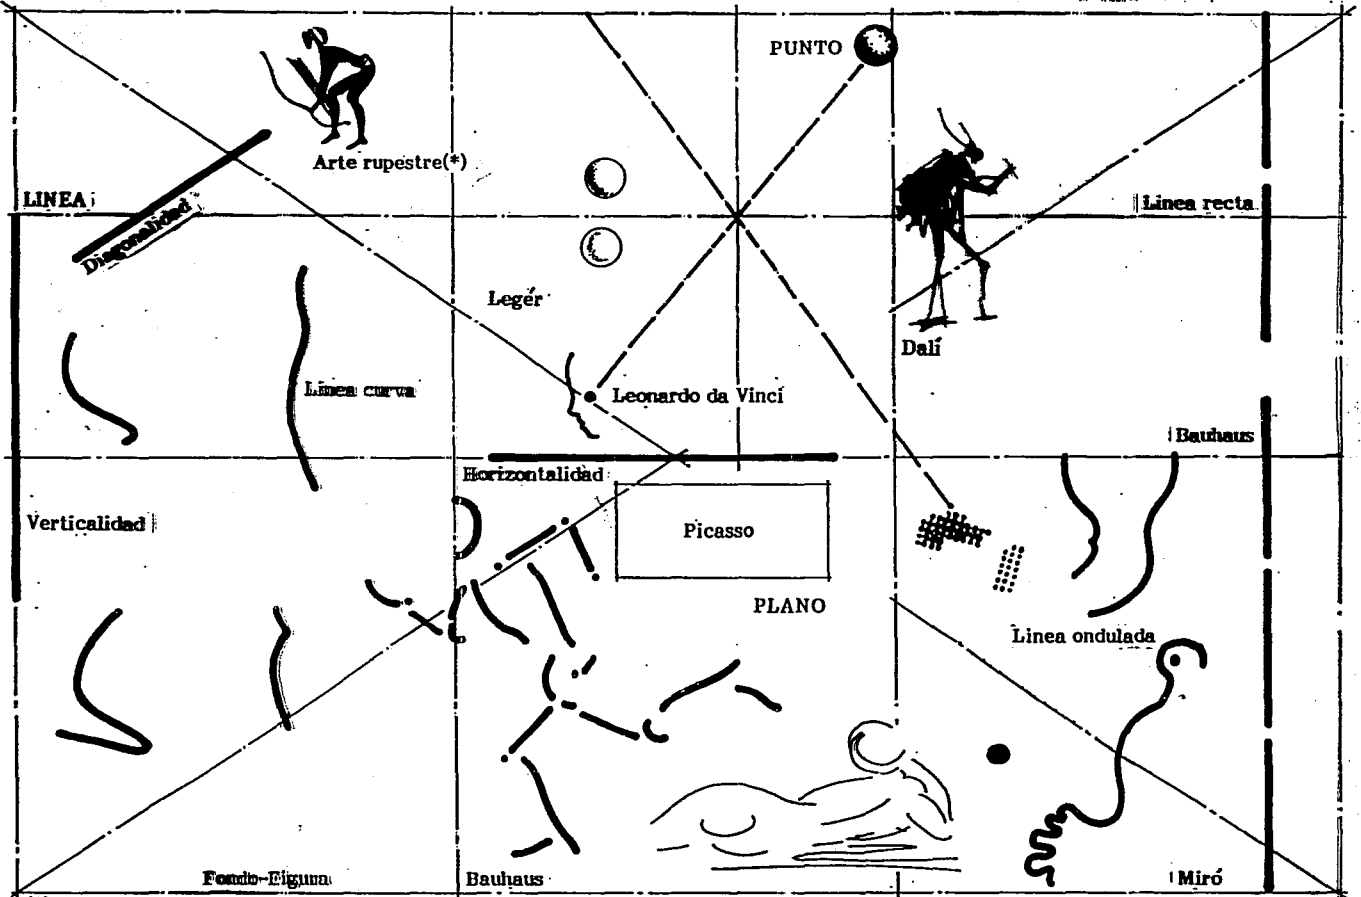 PUNTO
Arte rupestre(*)
LINEA
Diagonalidad
Linea recta
Legér
Dalí
Linea curva
Leonardo da Vinci
Bauhaus
Horizontalidad
Verticalidad
Picasso
PLANO
Linea ondulada
Fondo-Figura
Bauhaus
Miró